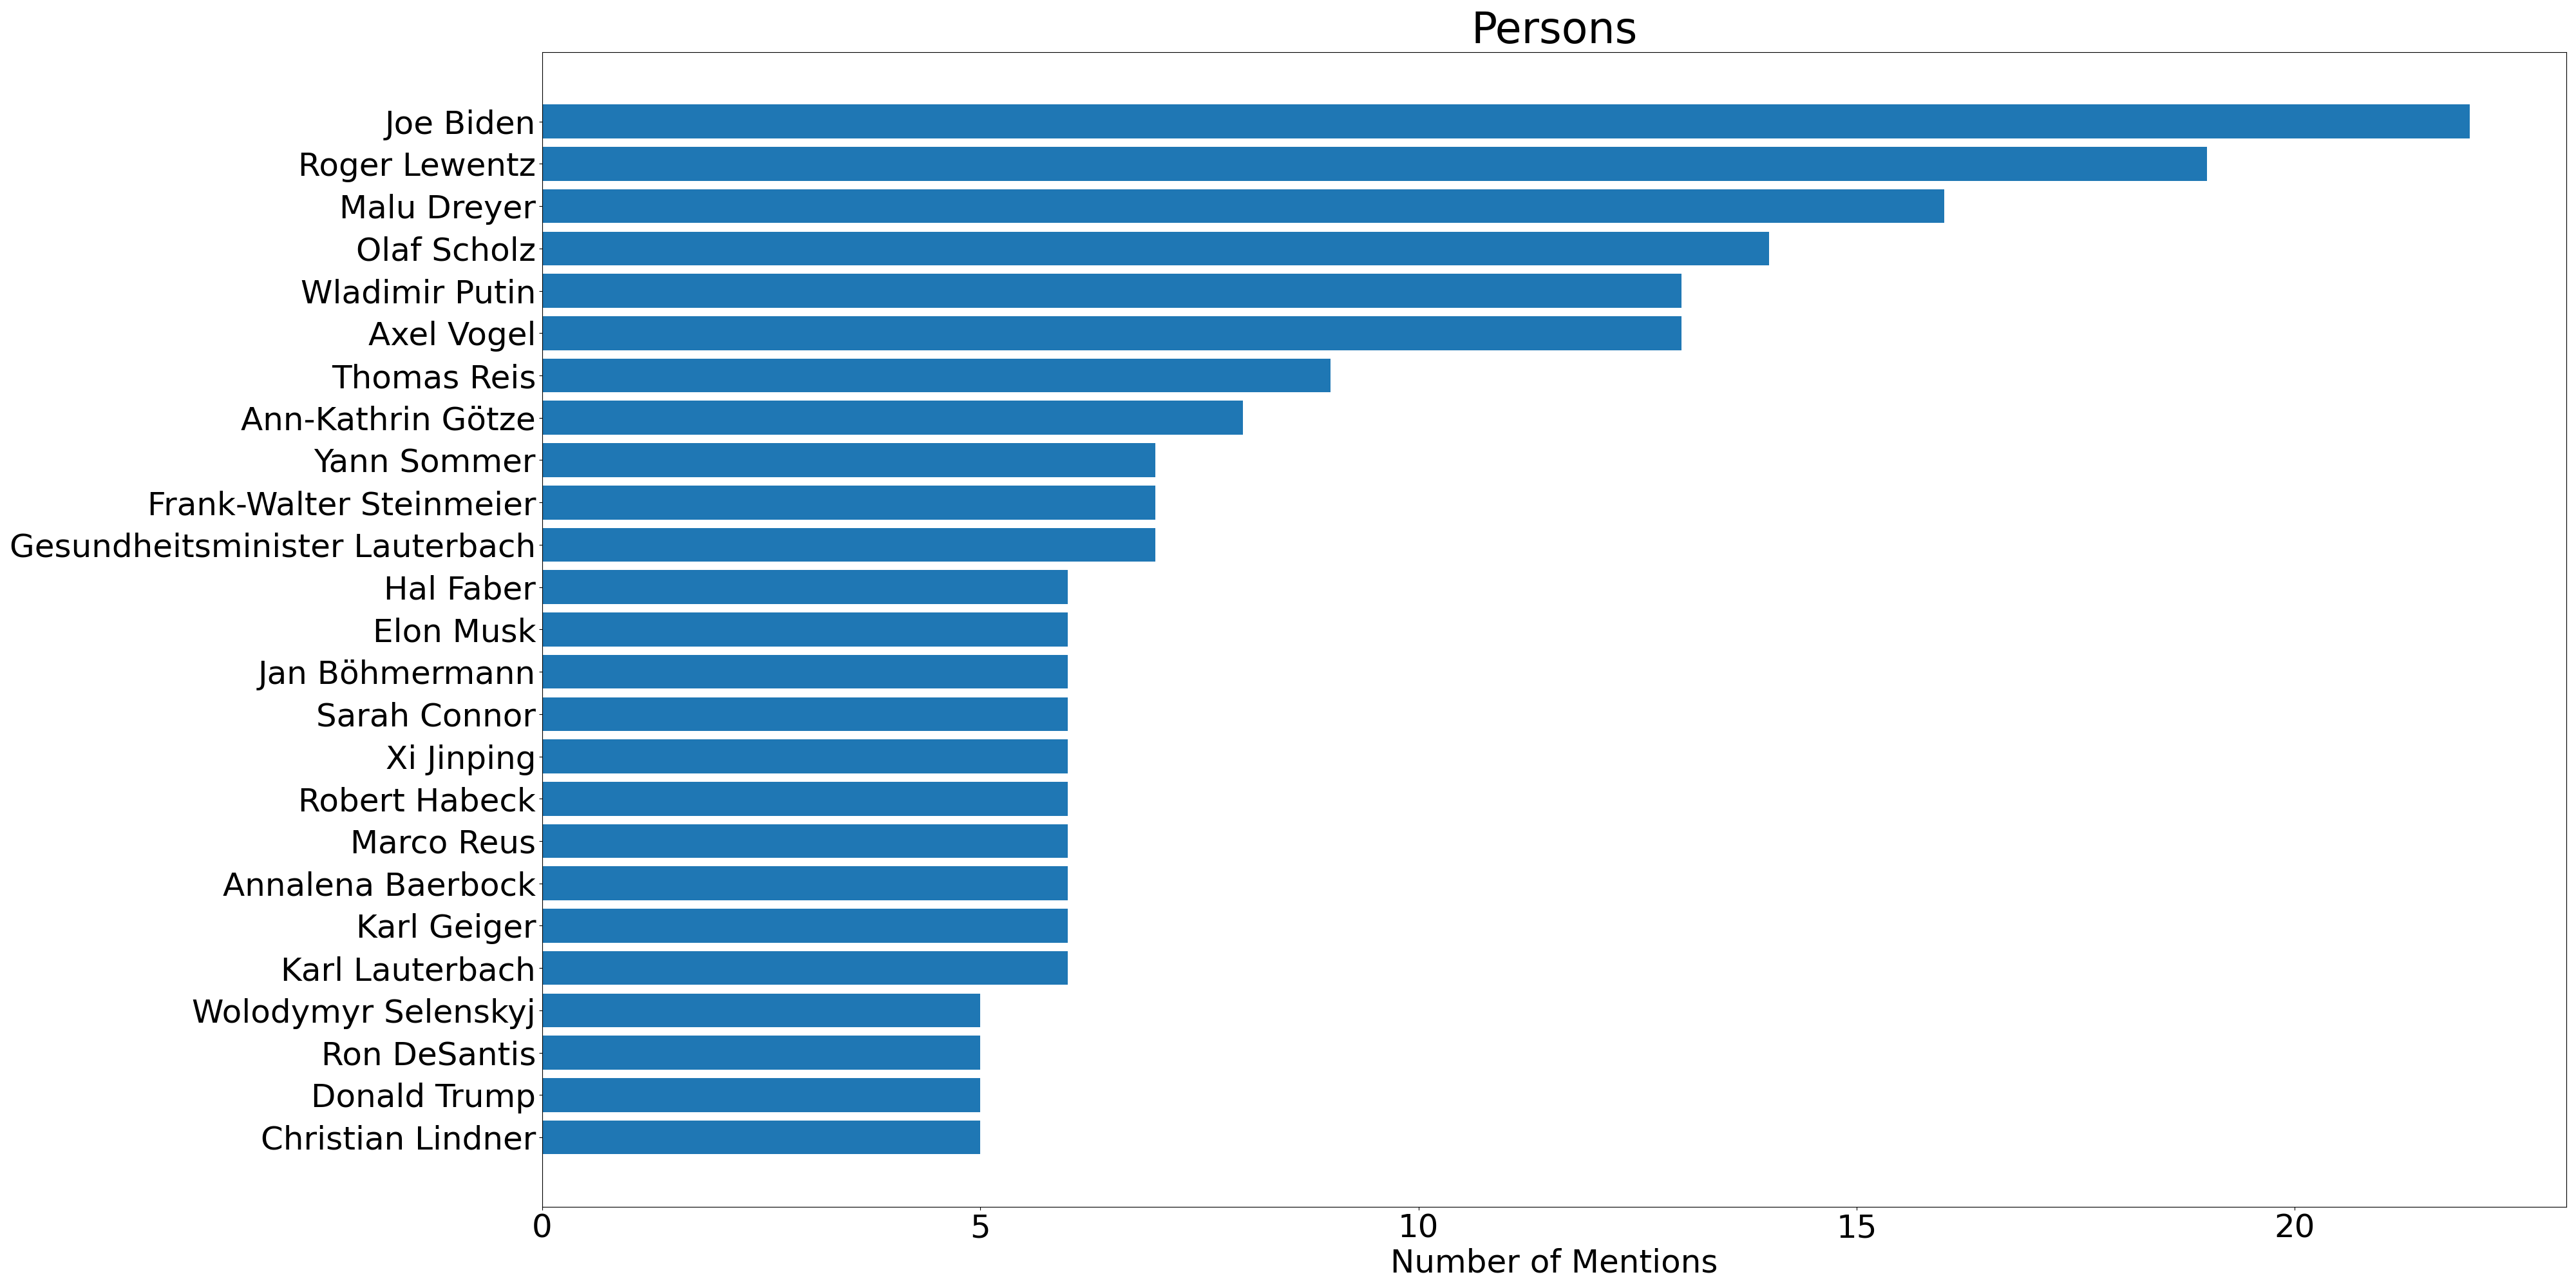 Persons
Joe Biden
Roger Lewentz
Malu Dreyer
Olaf Scholz
Wladimir Putin
Axel Vogel
Thomas Reis
Ann-Kathrin Götze
Yann Sommer
Frank-Walter Steinmeier
Gesundheitsminister Lauterbach
Hal Faber
Elon Musk
Jan Böhmermann
Sarah Connor
Xi Jinping
Robert Habeck
Marco Reus
Annalena Baerbock
Karl Geiger
Karl Lauterbach
Wolodymyr Selenskyj
Ron DeSantis
Donald Trump
Christian Lindner
0 5 10 15 20
Number of Mentions